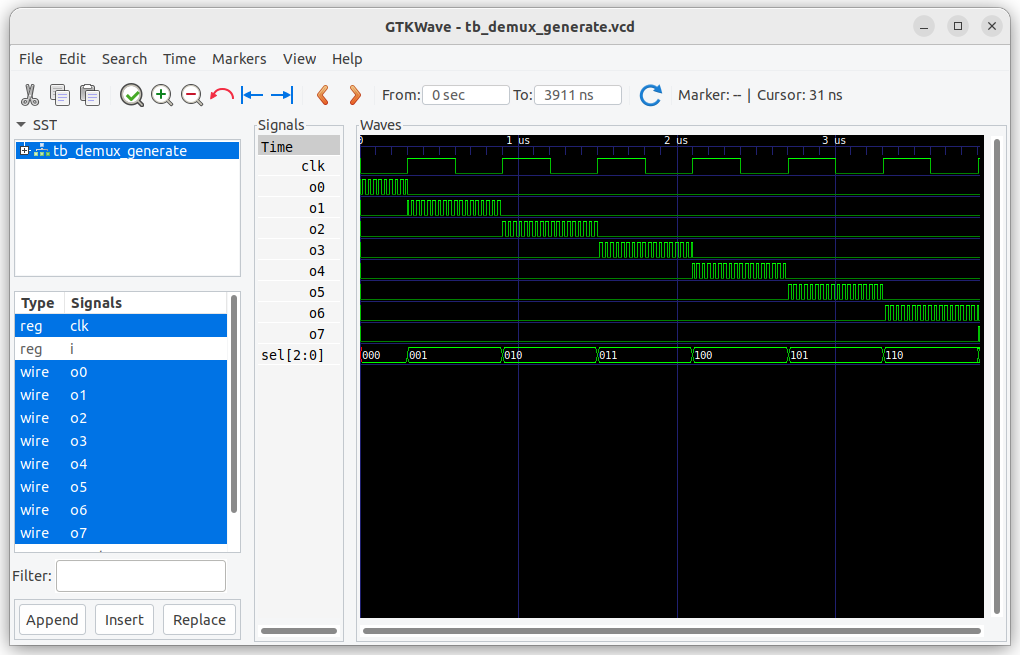 GTKWave - tb_demux_generate.vcd
File Edit Search Time Markers View Help
From: 0 sec To: 3911 ns Marker: -- | Cursor: 31 ns
SST
tb_demux_generate
Type Signals
reg clk
reg i
wire o0
wire o1
wire o2
wire o3
wire o4
wire o5
wire o6
wire o7
Filter:
Append Insert Replace
Signals
Time
clk
o0
o1
o2
o3
o4
o5
o6
o7
sel[2:0]
Waves
0 1 us 2 us 3 us
000 001 010 011 100 101 110